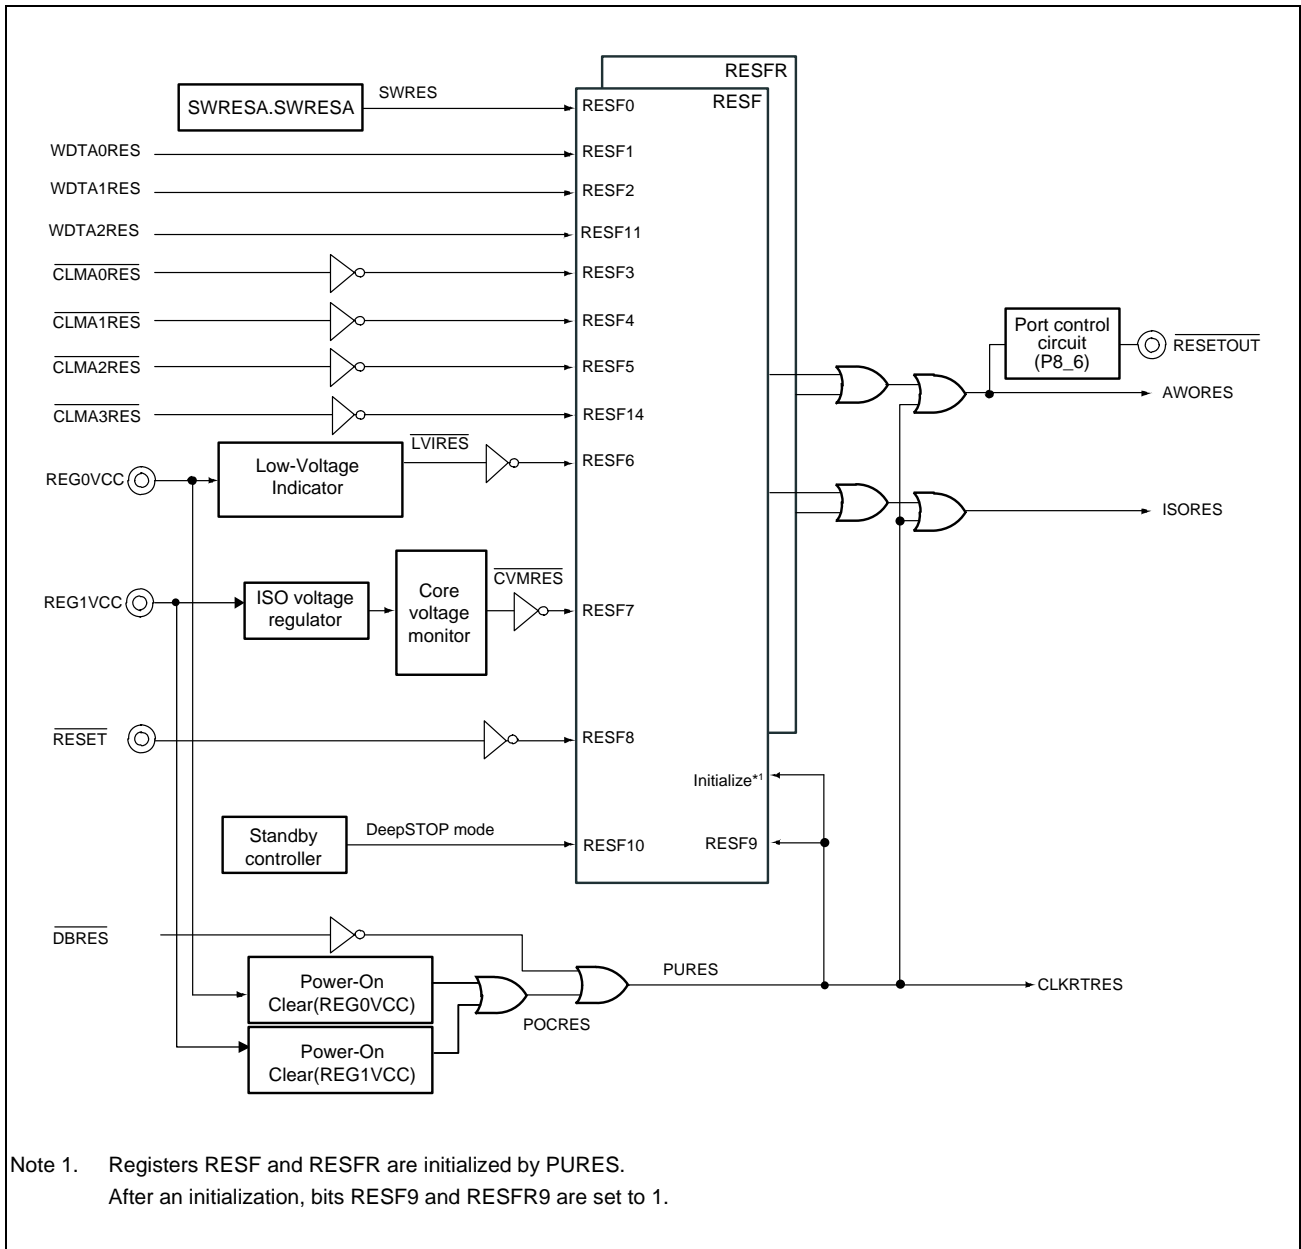 RESFR
RESF
SWRESA.SWRESA
SWRES
RESF0
WDTA0RES
RESF1
WDTA1RES
RESF2
WDTA2RES
RESF11
CLMA0RES
RESF3
CLMA1RES
RESF4
CLMA2RES
RESF5
CLMA3RES
RESF14
Port control
circuit
(P8_6)
RESETOUT
AWORES
REG0VCC
Low-Voltage
Indicator
LVIRES
RESF6
ISORES
REG1VCC
ISO voltage
regulator
Core
voltage
monitor
CVMRES
RESF7
RESET
RESF8
Initialize*1
Standby
controller
DeepSTOP mode
RESF10
RESF9
DBRES
Power-On
Clear(REG0VCC)
POCRES
PURES
CLKRTRES
Power-On
Clear(REG1VCC)
Note 1. Registers RESF and RESFR are initialized by PURES.
After an initialization, bits RESF9 and RESFR9 are set to 1.